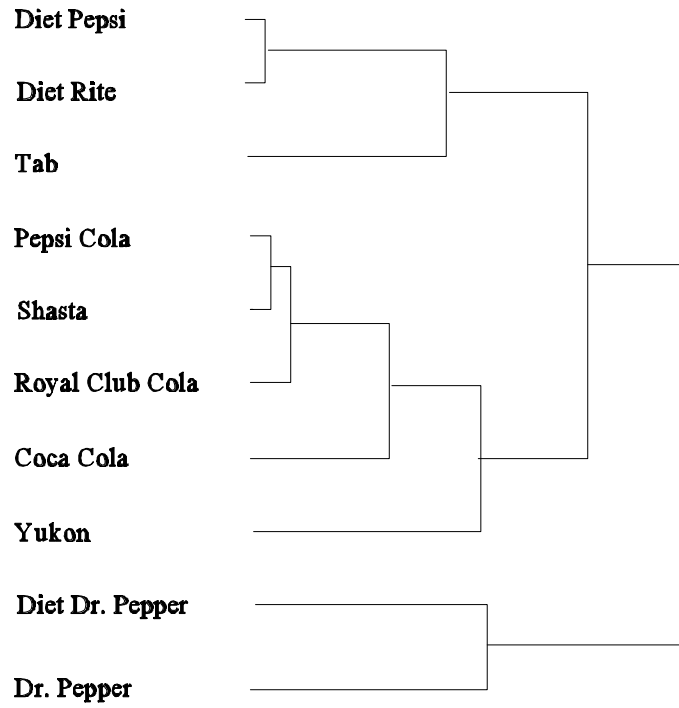 Diet Pepsi
Diet Rite
Tab
Pepsi Cola
Shasta
Royal Club Cola
Coca Cola
Yukon
Diet Dr. Pepper
Dr. Pepper